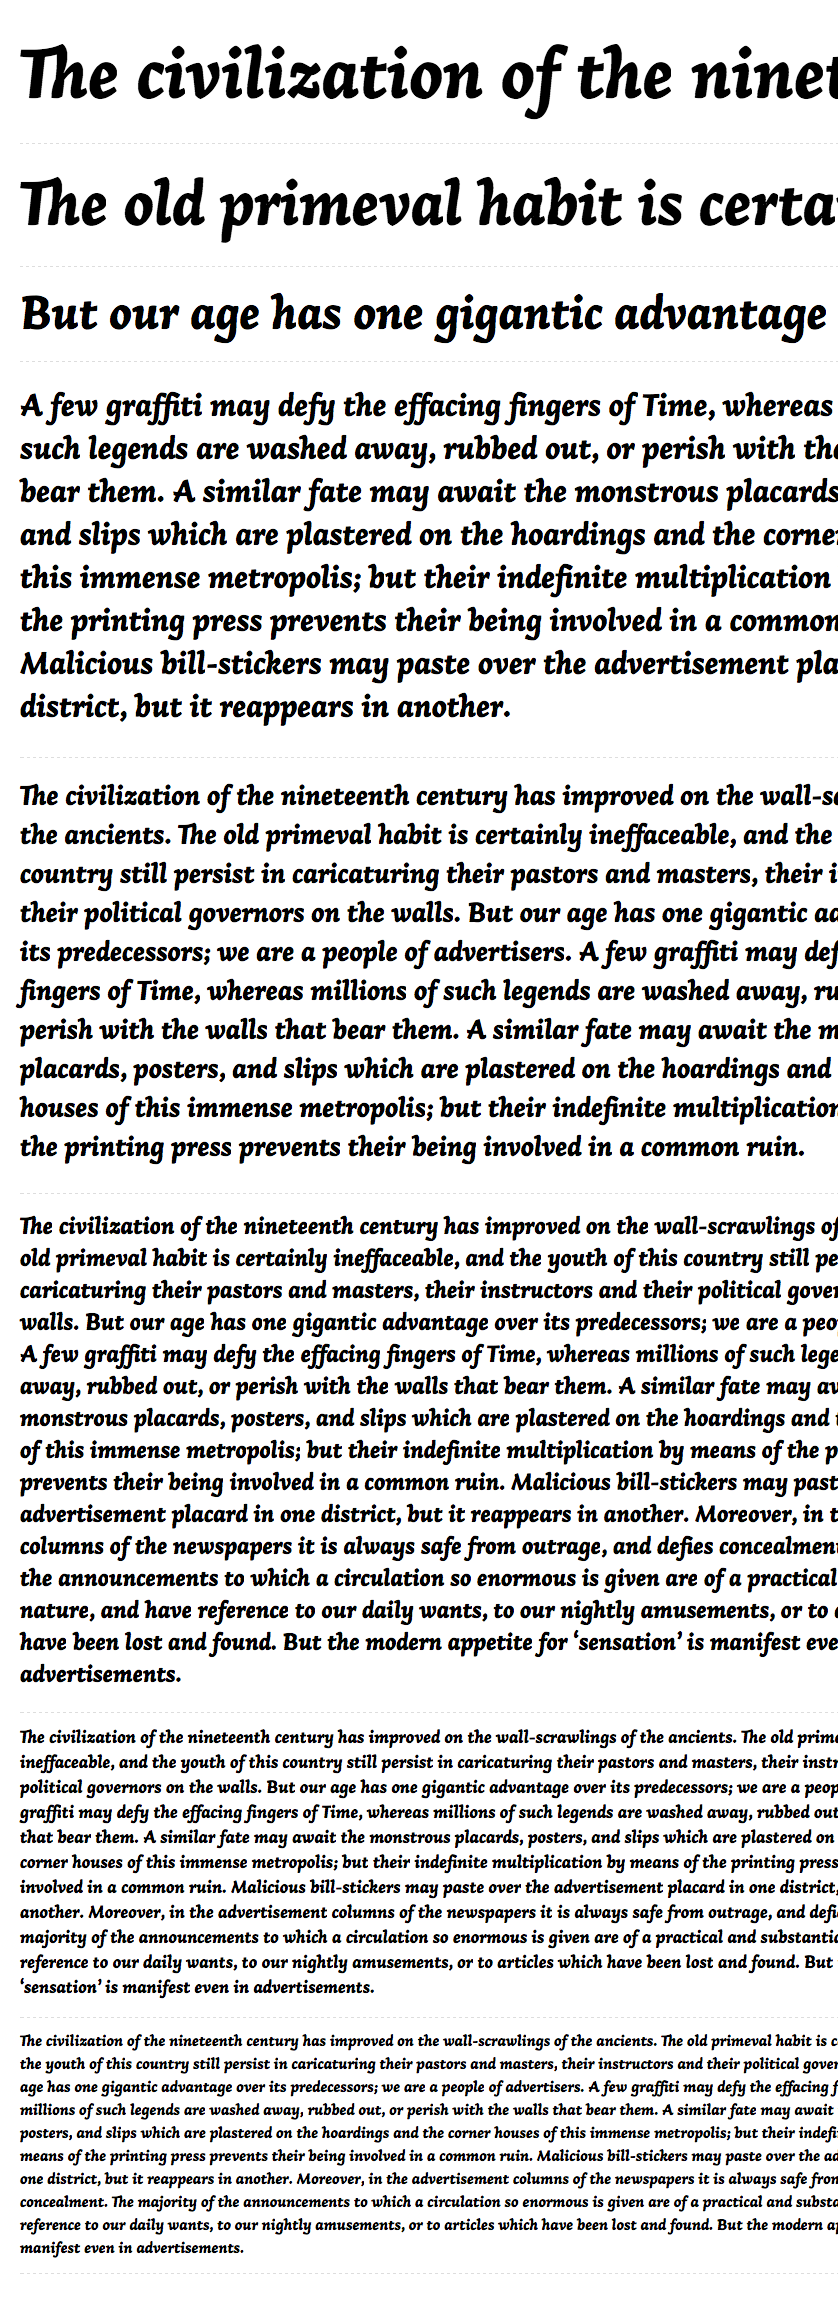 The civilization of the
The old primeval habit is
But our age has one gigantic advantage
A few graffiti may defy the effacing fingers of Time, whereas
such legends are washed away, rubbed out, or perish with
bear them. A similar fate may await the monstrous placards
and slips which are plastered on the hoardings and the
this immense metropolis; but their indefinite multiplication
the printing press prevents their being involved in a common
Malicious bill-stickers may paste over the advertisement
district, but it reappears in another.
The civilization of the nineteenth century has improved on the
the ancients. The old primeval habit is certainly ineffaceable, and the
country still persist in caricaturing their pastors and masters, their
their political governors on the walls. But our age has one gigantic
its predecessors; we are a people of advertisers. A few graffiti may
fingers of Time, whereas millions of such legends are washed away,
perish with the walls that bear them. A similar fate may await the
placards, posters, and slips which are plastered on the hoardings and
houses of this immense metropolis; but their indefinite multiplication
the printing press prevents their being involved in a common ruin.
The civilization of the nineteenth century has improved on the wall-scrawlings of
old primeval habit is certainly ineffaceable, and the youth of this country still
caricaturing their pastors and masters, their instructors and their political
walls. But our age has one gigantic advantage over its predecessors; we are a
A few graffiti may defy the effacing fingers of Time, whereas millions of such
away, rubbed out, or perish with the walls that bear them. A similar fate may
monstrous placards, posters, and slips which are plastered on the hoardings and
of this immense metropolis; but their indefinite multiplication by means of the
prevents their being involved in a common ruin. Malicious bill-stickers may
advertisement placard in one district, but it reappears in another. Moreover, in
columns of the newspapers it is always safe from outrage, and defies
the announcements to which a circulation so enormous is given are of a practical
nature, and have reference to our daily wants, to our nightly amusements, or to
have been lost and found. But the modern appetite for ‘sensation’ is manifest
advertisements.
The civilization of the nineteenth century has improved on the wall-scrawlings of the ancients. The old
ineffaceable, and the youth of this country still persist in caricaturing their pastors and masters, their
political governors on the walls. But our age has one gigantic advantage over its predecessors; we are a
graffiti may defy the effacing fingers of Time, whereas millions of such legends are washed away, rubbed out
that bear them. A similar fate may await the monstrous placards, posters, and slips which are plastered on
corner houses of this immense metropolis; but their indefinite multiplication by means of the printing press
involved in a common ruin. Malicious bill-stickers may paste over the advertisement placard in one district,
another. Moreover, in the advertisement columns of the newspapers it is always safe from outrage, and
majority of the announcements to which a circulation so enormous is given are of a practical and
reference to our daily wants, to our nightly amusements, or to articles which have been lost and found. But
‘sensation’ is manifest even in advertisements.
The civilization of the nineteenth century has improved on the wall-scrawlings of the ancients. The old primeval habit is
the youth of this country still persist in caricaturing their pastors and masters, their instructors and their political
age has one gigantic advantage over its predecessors; we are a people of advertisers. A few graffiti may defy the effacing
millions of such legends are washed away, rubbed out, or perish with the walls that bear them. A similar fate may await
posters, and slips which are plastered on the hoardings and the corner houses of this immense metropolis; but their
means of the printing press prevents their being involved in a common ruin. Malicious bill-stickers may paste over the
one district, but it reappears in another. Moreover, in the advertisement columns of the newspapers it is always safe
concealment. The majority of the announcements to which a circulation so enormous is given are of a practical and
reference to our daily wants, to our nightly amusements, or to articles which have been lost and found. But the modern
manifest even in advertisements.